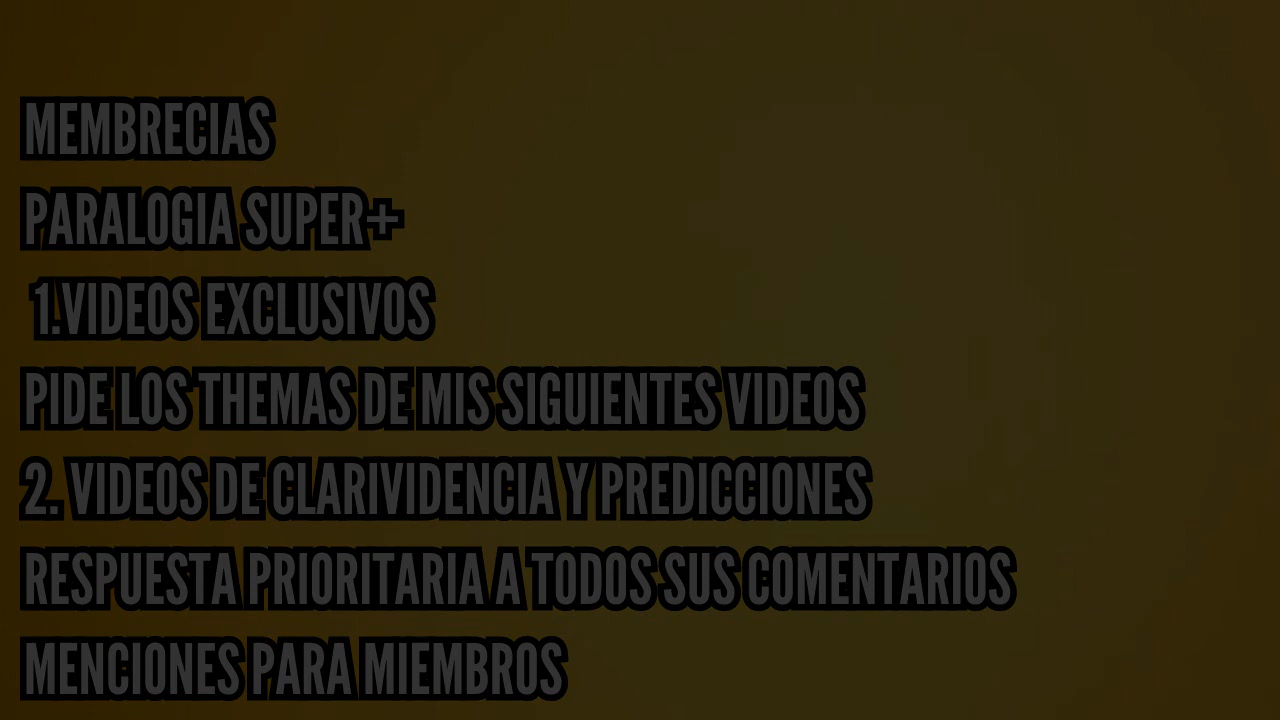 MEMBRECIAS
PARALOGIA SUPER+
1.VIDEOS EXCLUSIVOS
PIDE LOS THEMAS DE MIS SIGUIENTES VIDEOS
2. VIDEOS DE CLARIVIDENCIA Y PREDICCIONES
RESPUESTA PRIORITARIA A TODOS SUS COMENTARIOS
MENCIONES PARA MIEMBROS